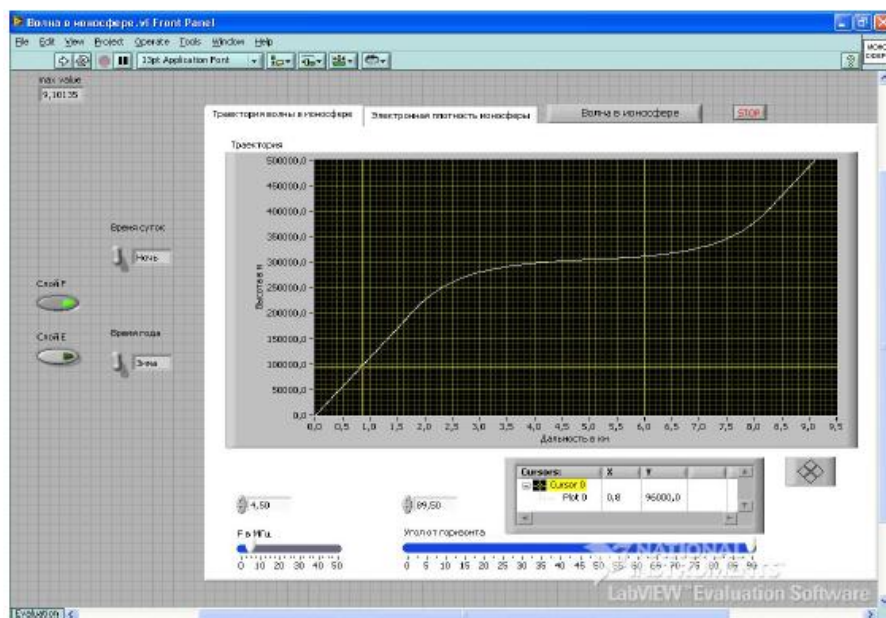 Волна в ионосфере.vi Front Panel
File Edit View Project Operate Tools Window Help
13pt Application Font
max value
9,10135
Траектория волны в ионосфере
Электронная плотность ионосферы
Волна в ионосфере
STOP
Траектория
500000,0
450000,0
400000,0
350000,0
300000,0
250000,0
200000,0
150000,0
100000,0
50000,0
0,0
Высота в м
0,0 0,5 1,0 1,5 2,0 2,5 3,0 3,5 4,0 4,5 5,0 5,5 6,0 6,5 7,0 7,5 8,0 8,5 9,0 9,5
Дальность в км
Время суток
Ночь
Слой F
Слой E
Время года
Зима
Cursors: X Y
Cursor 0
Plot 0 0,8 96000,0
4,50
89,50
F в МГц
Угол от горизонта
0 10 20 30 40 50
0 5 10 15 20 25 30 35 40 45 50 55 60 65 70 75 80 85 90
NATIONAL
INSTRUMENTS
LabVIEW Evaluation Software
Evaluation